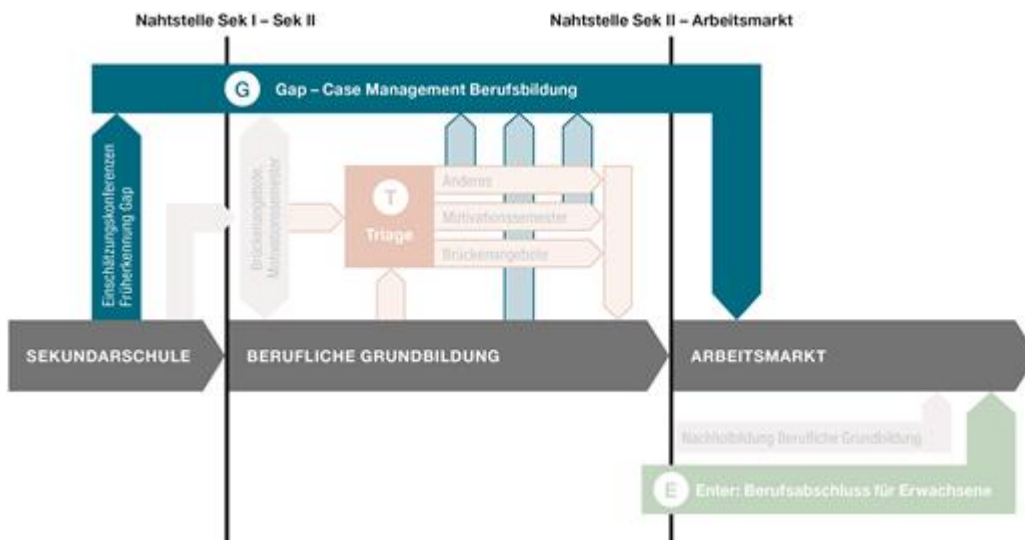 Nahtstelle Sek I – Sek II
Nahtstelle Sek II – Arbeitsmarkt
G
Gap – Case Management Berufsbildung
Einschätzungskonferenzen
Früherkennung Gap
Brückenangebote,
Motivationssemester
T
Triage
Anderes
Motivationssemester
Brückenangebote
SEKUNDARSCHULE
BERUFLICHE GRUNDBILDUNG
ARBEITSMARKT
Nachholbildung Berufliche Grundbildung
E
Enter: Berufsabschluss für Erwachsene